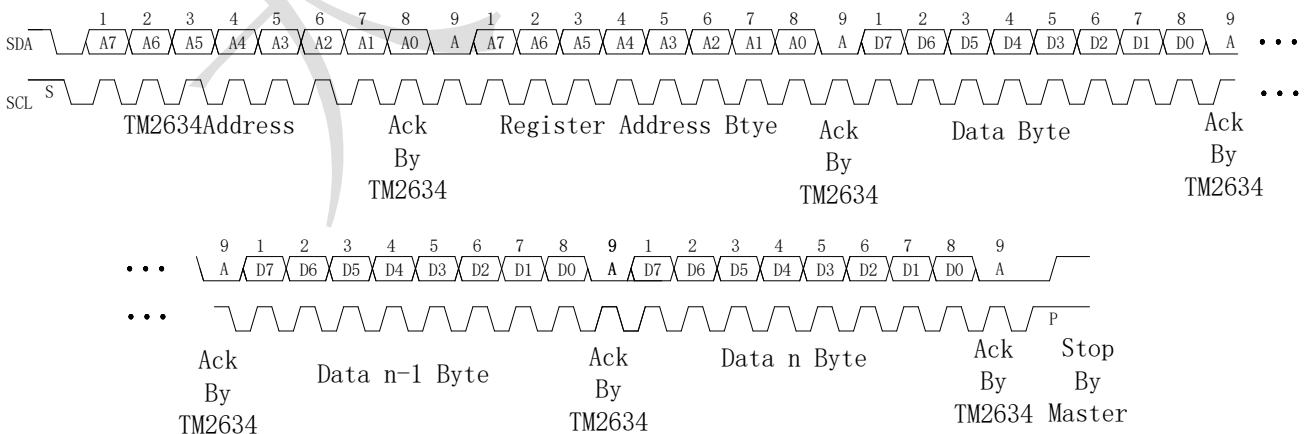 1 2 3 4 5 6 7 8 9 1 2 3 4 5 6 7 8 9 1 2 3 4 5 6 7 8 9
SDA A7 A6 A5 A4 A3 A2 A1 A0 A A7 A6 A5 A4 A3 A2 A1 A0 A D7 D6 D5 D4 D3 D2 D1 D0 A
SCL S
TM2634Address
Ack
By
TM2634
Register Address Btye
Ack
By
TM2634
Data Byte
Ack
By
TM2634
9 1 2 3 4 5 6 7 8 9 1 2 3 4 5 6 7 8 9
A D7 D6 D5 D4 D3 D2 D1 D0 A D7 D6 D5 D4 D3 D2 D1 D0 A
P
Ack
By
TM2634
Data n-1 Byte
Ack
By
TM2634
Data n Byte
Ack
By
TM2634
Stop
By
Master